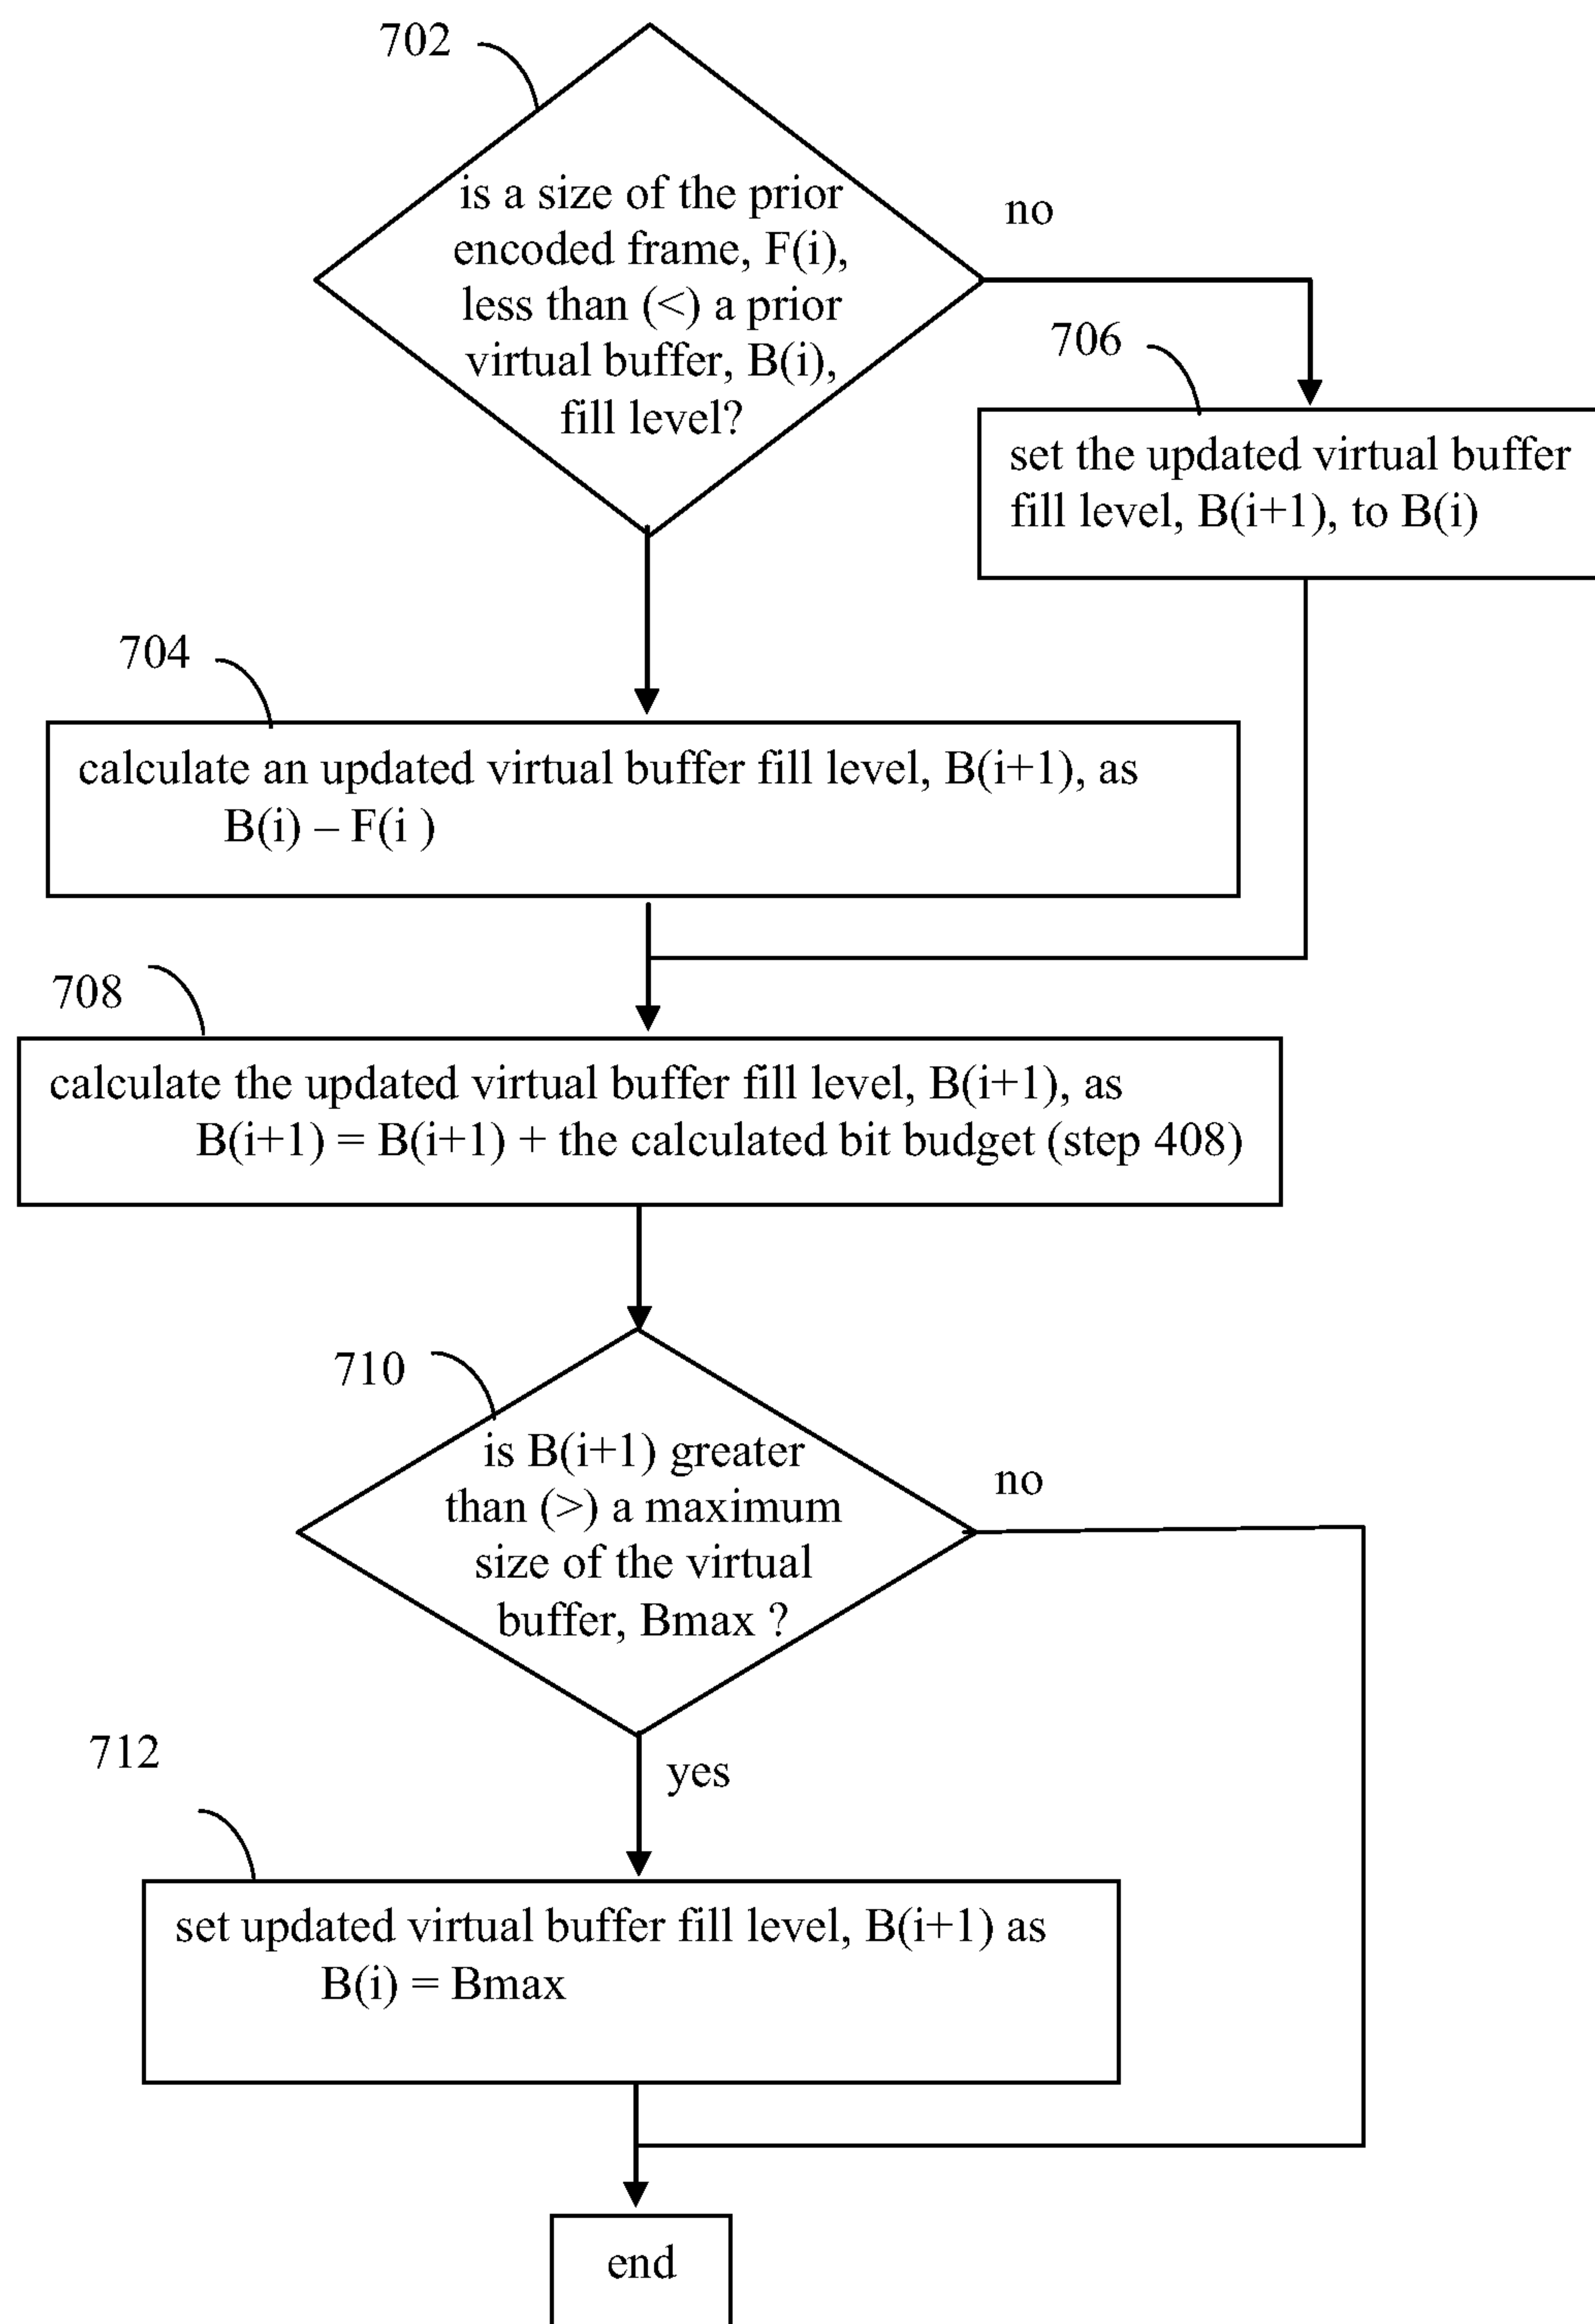 702
is a size of the prior
encoded frame, F(i),
less than (<) a prior
virtual buffer, B(i),
fill level?
no
706
set the updated virtual buffer
fill level, B(i+1), to B(i)
704
calculate an updated virtual buffer fill level, B(i+1), as
B(i) – F(i )
708
calculate the updated virtual buffer fill level, B(i+1), as
B(i+1) = B(i+1) + the calculated bit budget (step 408)
710
is B(i+1) greater
than (>) a maximum
size of the virtual
buffer, Bmax ?
no
yes
712
set updated virtual buffer fill level, B(i+1) as
B(i) = Bmax
end